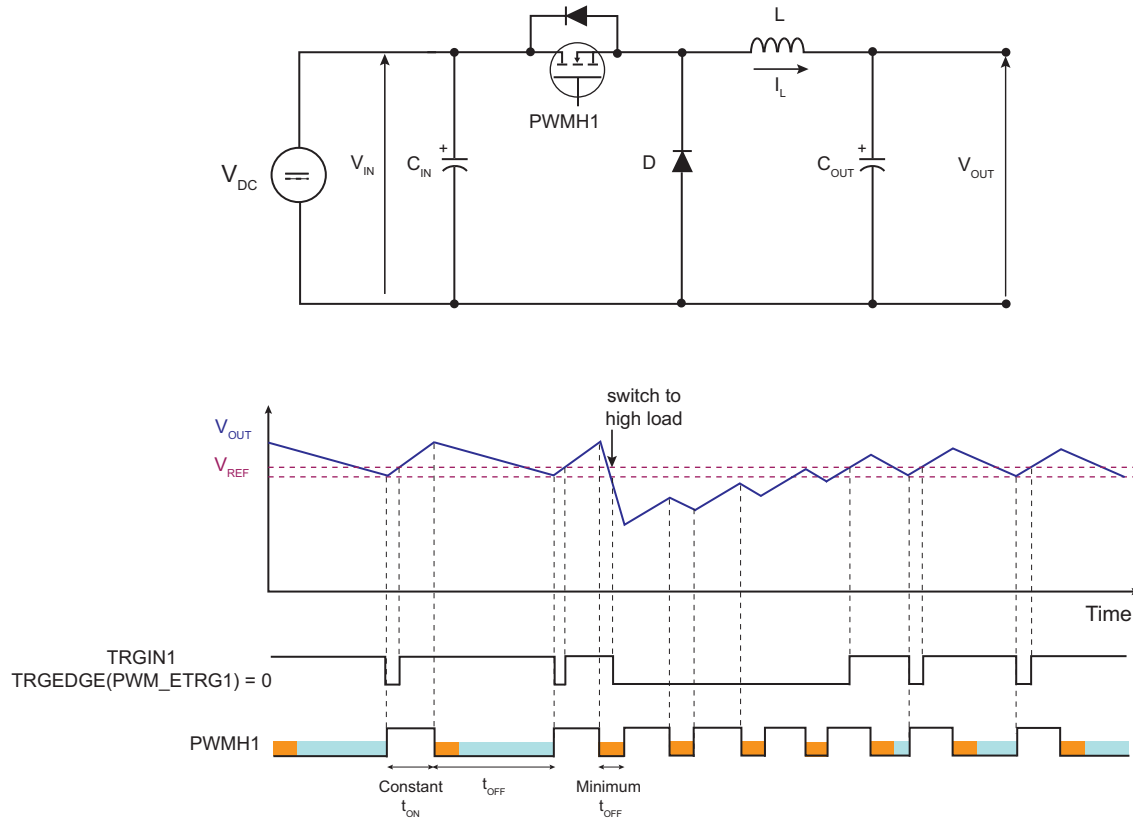 L
I_L
PWMH1
+
+
V_DC
V_IN
C_IN
D
C_OUT
V_OUT
switch to
high load
V_OUT
V_REF
Time
TRGIN1
TRGEDGE(PWM_ETRG1) = 0
PWMH1
Constant
t_ON
t_OFF
Minimum
t_OFF